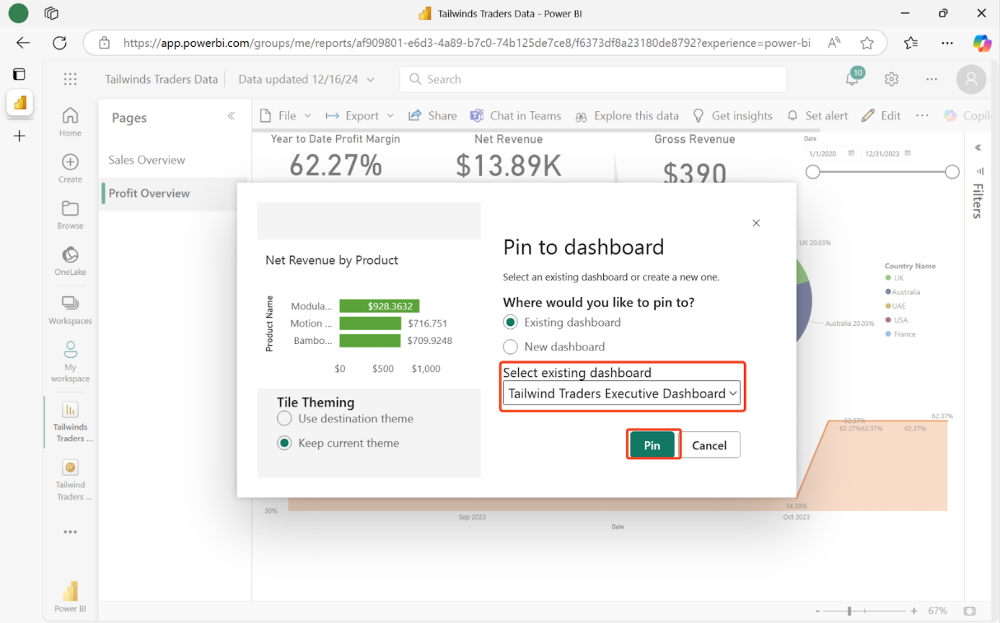 Tailwinds Traders Data - Power BI
https://app.powerbi.com/groups/me/reports/af909801-e6d3-4a89-b7c0-74b125de7ce8/f6373df8a23180de8792?experience=power-bi
Tailwinds Traders Data
Data updated 12/16/24
Search
10
Home
Create
Browse
OneLake
Workspaces
My
workspace
Tailwinds
Traders ...
Tailwind
Traders ...
Power BI
Pages
Sales Overview
Profit Overview
File
Export
Share
Chat in Teams
Explore this data
Get insights
Set alert
Edit
Copil
Year to Date Profit Margin
62.27%
Net Revenue
$13.89K
Gross Revenue
$390
Date
1/1/2020
12/31/2023
Filters
Net Revenue by Product
Product Name
Modula... $928.3632
Motion ... $716.751
Bambo... $709.9248
$0 $500 $1,000
Tile Theming
Use destination theme
Keep current theme
Pin to dashboard
Select an existing dashboard or create a new one.
Where would you like to pin to?
Existing dashboard
New dashboard
Select existing dashboard
Tailwind Traders Executive Dashboard
Pin
Cancel
UK 20.03%
Australia 20.03%
Country Name
UK
Australia
UAE
USA
France
62.37%
62.37%
62.37%62.37%
62.37%
34.38%
30%
Sep 2023
Oct 2023
Date
- + 67%